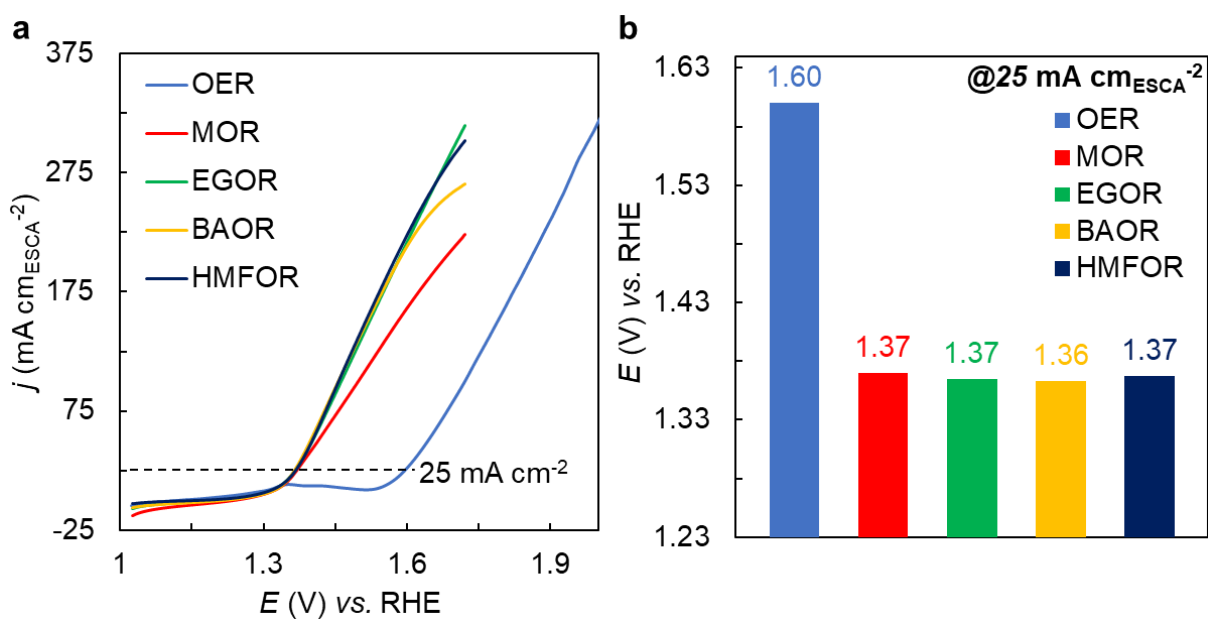 a
375
275
175
75
-25
j (mA cm_ESCA^-2)
OER
MOR
EGOR
BAOR
HMFOR
25 mA cm^-2
1
1.3
1.6
1.9
E (V) vs. RHE
b
1.63
1.53
1.43
1.33
1.23
E (V) vs. RHE
@25 mA cm_ESCA^-2
OER
MOR
EGOR
BAOR
HMFOR
1.60
1.37
1.37
1.36
1.37